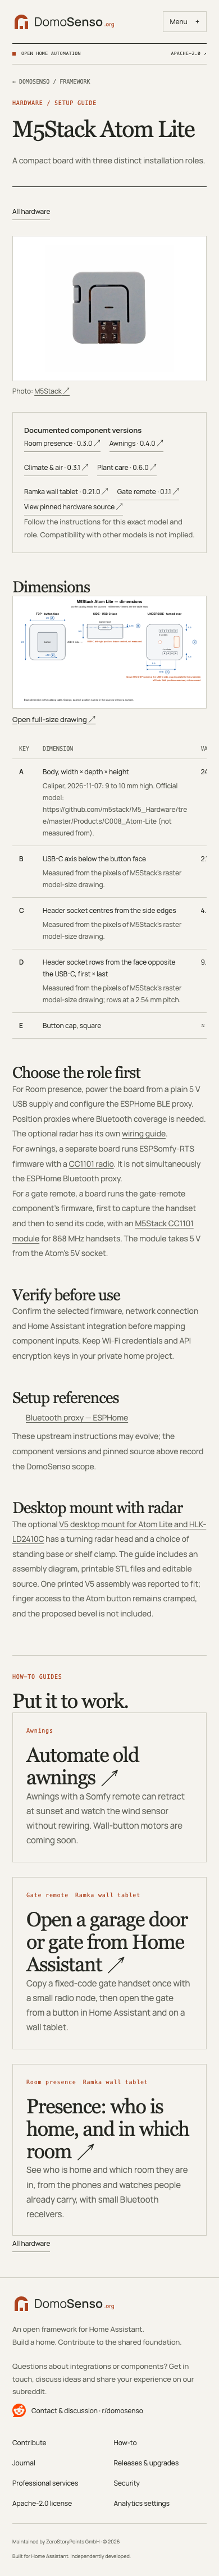 DomoSenso.org
Menu +
OPEN HOME AUTOMATION
APACHE-2.0 ↗
← DOMOSENSO / FRAMEWORK
HARDWARE / SETUP GUIDE
M5Stack Atom Lite
A compact board with three distinct installation roles.
All hardware
Photo: M5Stack ↗
Documented component versions
Room presence · 0.3.0 ↗ Awnings · 0.4.0 ↗
Climate & air · 0.3.1 ↗ Plant care · 0.6.0 ↗
Ramka wall tablet · 0.21.0 ↗ Gate remote · 0.1.1 ↗
View pinned hardware source ↗
Follow the instructions for this exact model and
role. Compatibility with other models is not implied.
Dimensions
M5Stack Atom Lite — dimensions
Open full-size drawing ↗
KEY DIMENSION VA
A Body, width × depth × height 24
Caliper, 2026-11-07: 9 to 10 mm high. Official
model:
https://github.com/m5stack/M5_Hardware/tre
e/master/Products/C008_Atom-Lite (not
measured from).
B USB-C axis below the button face 2.
Measured from the pixels of M5Stack's raster
model-size drawing.
C Header socket centres from the side edges 4.
Measured from the pixels of M5Stack's raster
model-size drawing.
D Header socket rows from the face opposite 9.
the USB-C, first × last
Measured from the pixels of M5Stack's raster
model-size drawing; rows at a 2.54 mm pitch.
E Button cap, square ≈
Choose the role first
For Room presence, power the board from a plain 5 V
USB supply and configure the ESPHome BLE proxy.
Position proxies where Bluetooth coverage is needed.
The optional radar has its own wiring guide.
For awnings, a separate board runs ESPSomfy-RTS
firmware with a CC1101 radio. It is not simultaneously
the ESPHome Bluetooth proxy.
For a gate remote, a board runs the gate-remote
component's firmware, first to capture the handset
and then to send its code, with an M5Stack CC1101
module for 868 MHz handsets. The module takes 5 V
from the Atom's 5V socket.
Verify before use
Confirm the selected firmware, network connection
and Home Assistant integration before mapping
component inputs. Keep Wi-Fi credentials and API
encryption keys in your private home project.
Setup references
Bluetooth proxy — ESPHome
These upstream instructions may evolve; the
component versions and pinned source above record
the DomoSenso scope.
Desktop mount with radar
The optional V5 desktop mount for Atom Lite and HLK-
LD2410C has a turning radar head and a choice of
standing base or shelf clamp. The guide includes an
assembly diagram, printable STL files and editable
source. One printed V5 assembly was reported to fit;
finger access to the Atom button remains cramped,
and the proposed bevel is not included.
HOW-TO GUIDES
Put it to work.
Awnings
Automate old
awnings ↗
Awnings with a Somfy remote can retract
at sunset and watch the wind sensor
without rewiring. Wall-button motors are
coming soon.
Gate remote Ramka wall tablet
Open a garage door
or gate from Home
Assistant ↗
Copy a fixed-code gate handset once with
a small radio node, then open the gate
from a button in Home Assistant and on a
wall tablet.
Room presence Ramka wall tablet
Presence: who is
home, and in which
room ↗
See who is home and which room they are
in, from the phones and watches people
already carry, with small Bluetooth
receivers.
All hardware
DomoSenso.org
An open framework for Home Assistant.
Build a home. Contribute to the shared foundation.
Questions about integrations or components? Get in
touch, discuss ideas and share your experience on our
subreddit.
Contact & discussion · r/domosenso
Contribute How-to
Journal Releases & upgrades
Professional services Security
Apache-2.0 license Analytics settings
Maintained by ZeroStoryPoints GmbH · © 2026
Built for Home Assistant. Independently developed.